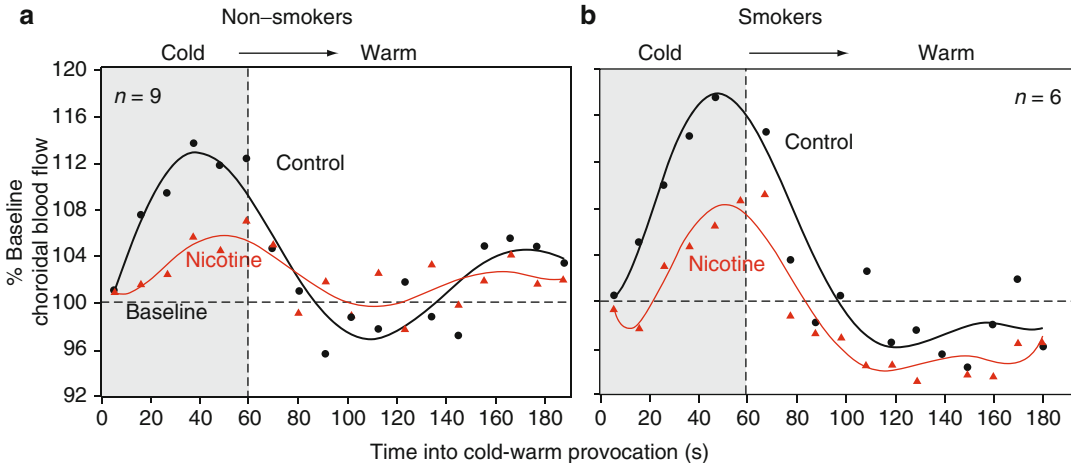 a Non–smokers
Cold Warm
120
116
112
108
104
100
96
92
% Baseline
choroidal blood flow
n = 9
Control
Nicotine
Baseline
0 20 40 60 80 100 120 140 160 180
b Smokers
Cold Warm
n = 6
Control
Nicotine
0 20 40 60 80 100 120 140 160 180
Time into cold-warm provocation (s)